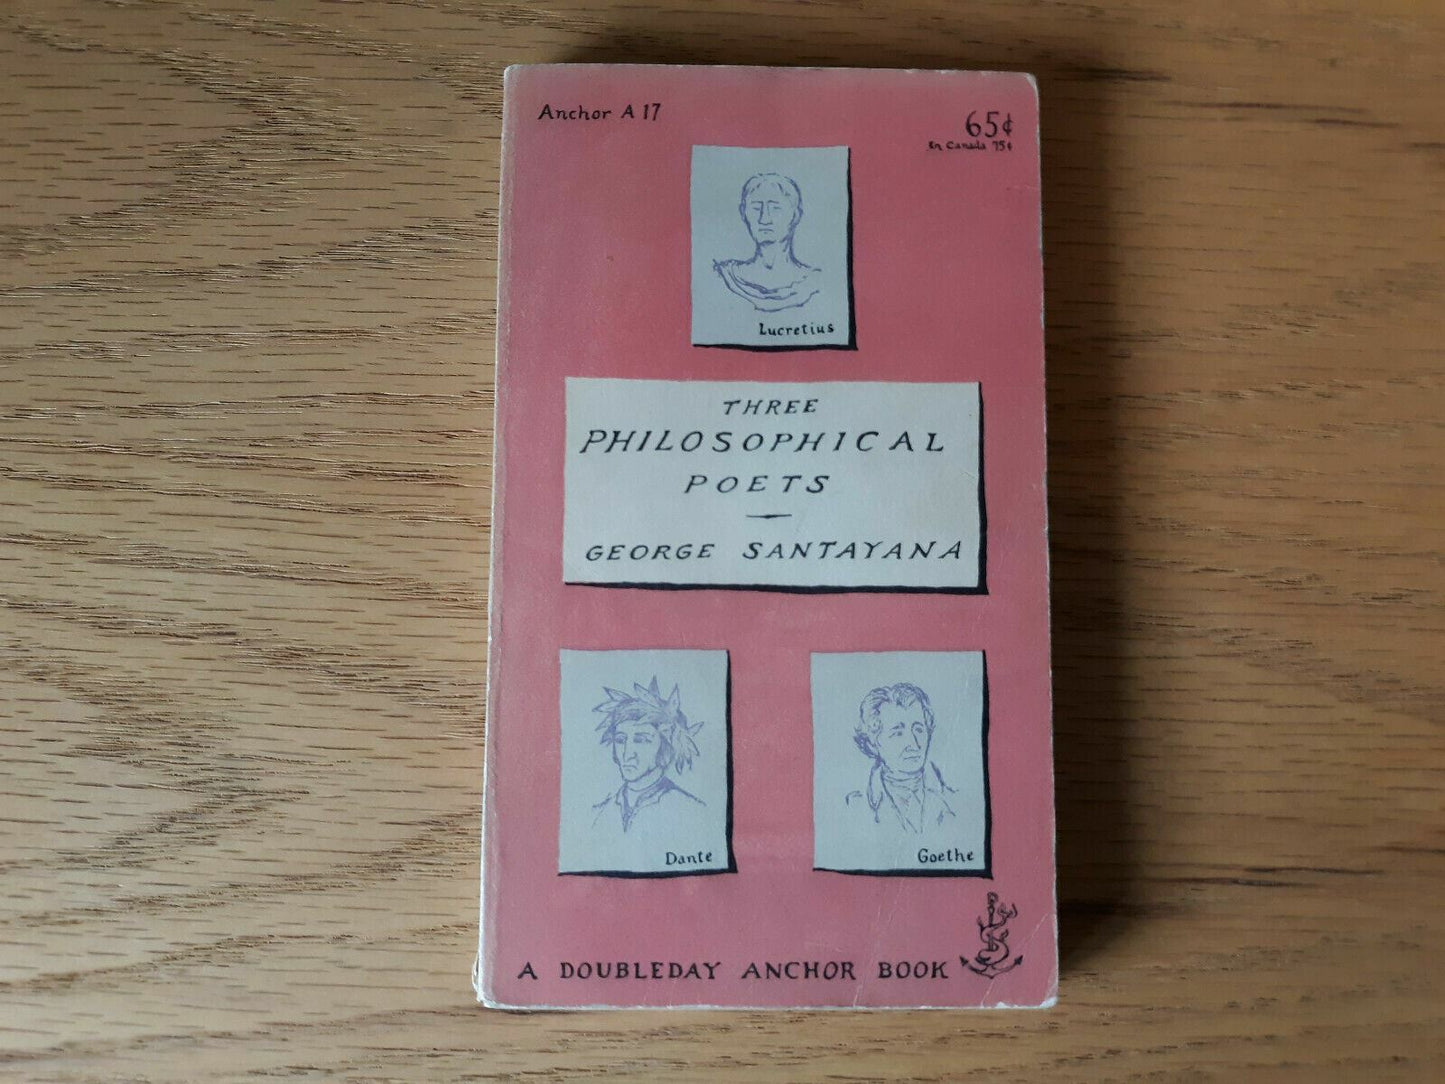 Anchor A 17
65¢
In Canada 75¢
Lucretius
THREE
PHILOSOPHICAL
POETS
GEORGE SANTAYANA
Dante
Goethe
A DOUBLEDAY ANCHOR BOOK